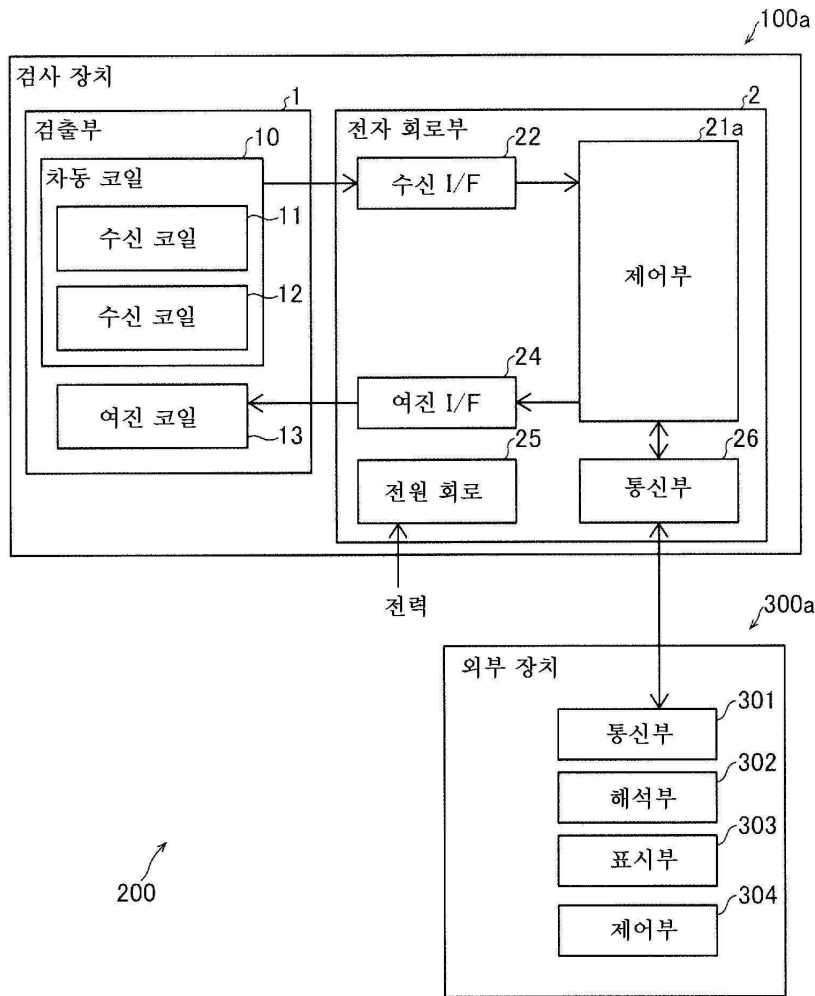 100a
검사 장치
1
검출부
10
차동 코일
11
수신 코일
12
수신 코일
여진 코일
13
2
전자 회로부
22
수신 I/F
21a
제어부
24
여진 I/F
25
전원 회로
26
통신부
전력
300a
외부 장치
301
통신부
302
해석부
303
표시부
304
제어부
200